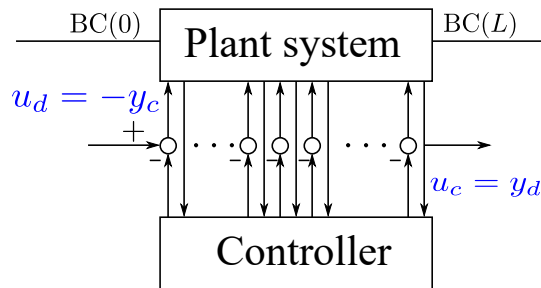 BC(0)
Plant system
BC(L)
u_d = −y_c
+
- - - - -
u_c = y_d
Controller